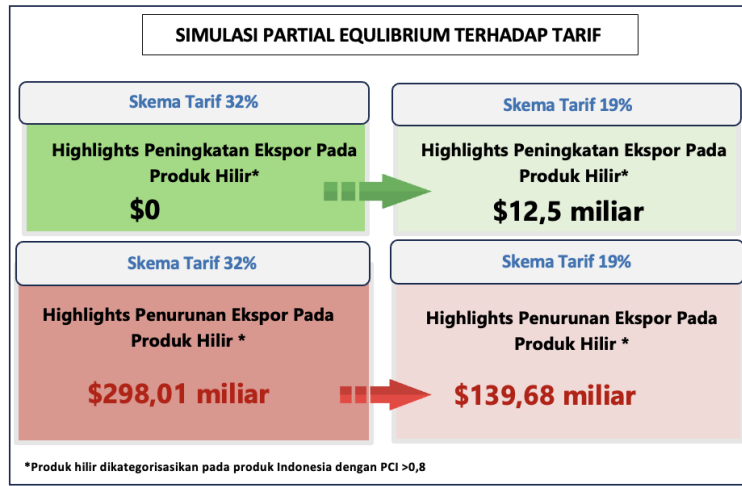 SIMULASI PARTIAL EQULIBRIUM TERHADAP TARIF
Skema Tarif 32%
Highlights Peningkatan Ekspor Pada
Produk Hilir*
$0
Skema Tarif 19%
Highlights Peningkatan Ekspor Pada
Produk Hilir*
$12,5 miliar
Skema Tarif 32%
Highlights Penurunan Ekspor Pada
Produk Hilir *
$298,01 miliar
Skema Tarif 19%
Highlights Penurunan Ekspor Pada
Produk Hilir *
$139,68 miliar
*Produk hilir dikategorisasikan pada produk Indonesia dengan PCI >0,8